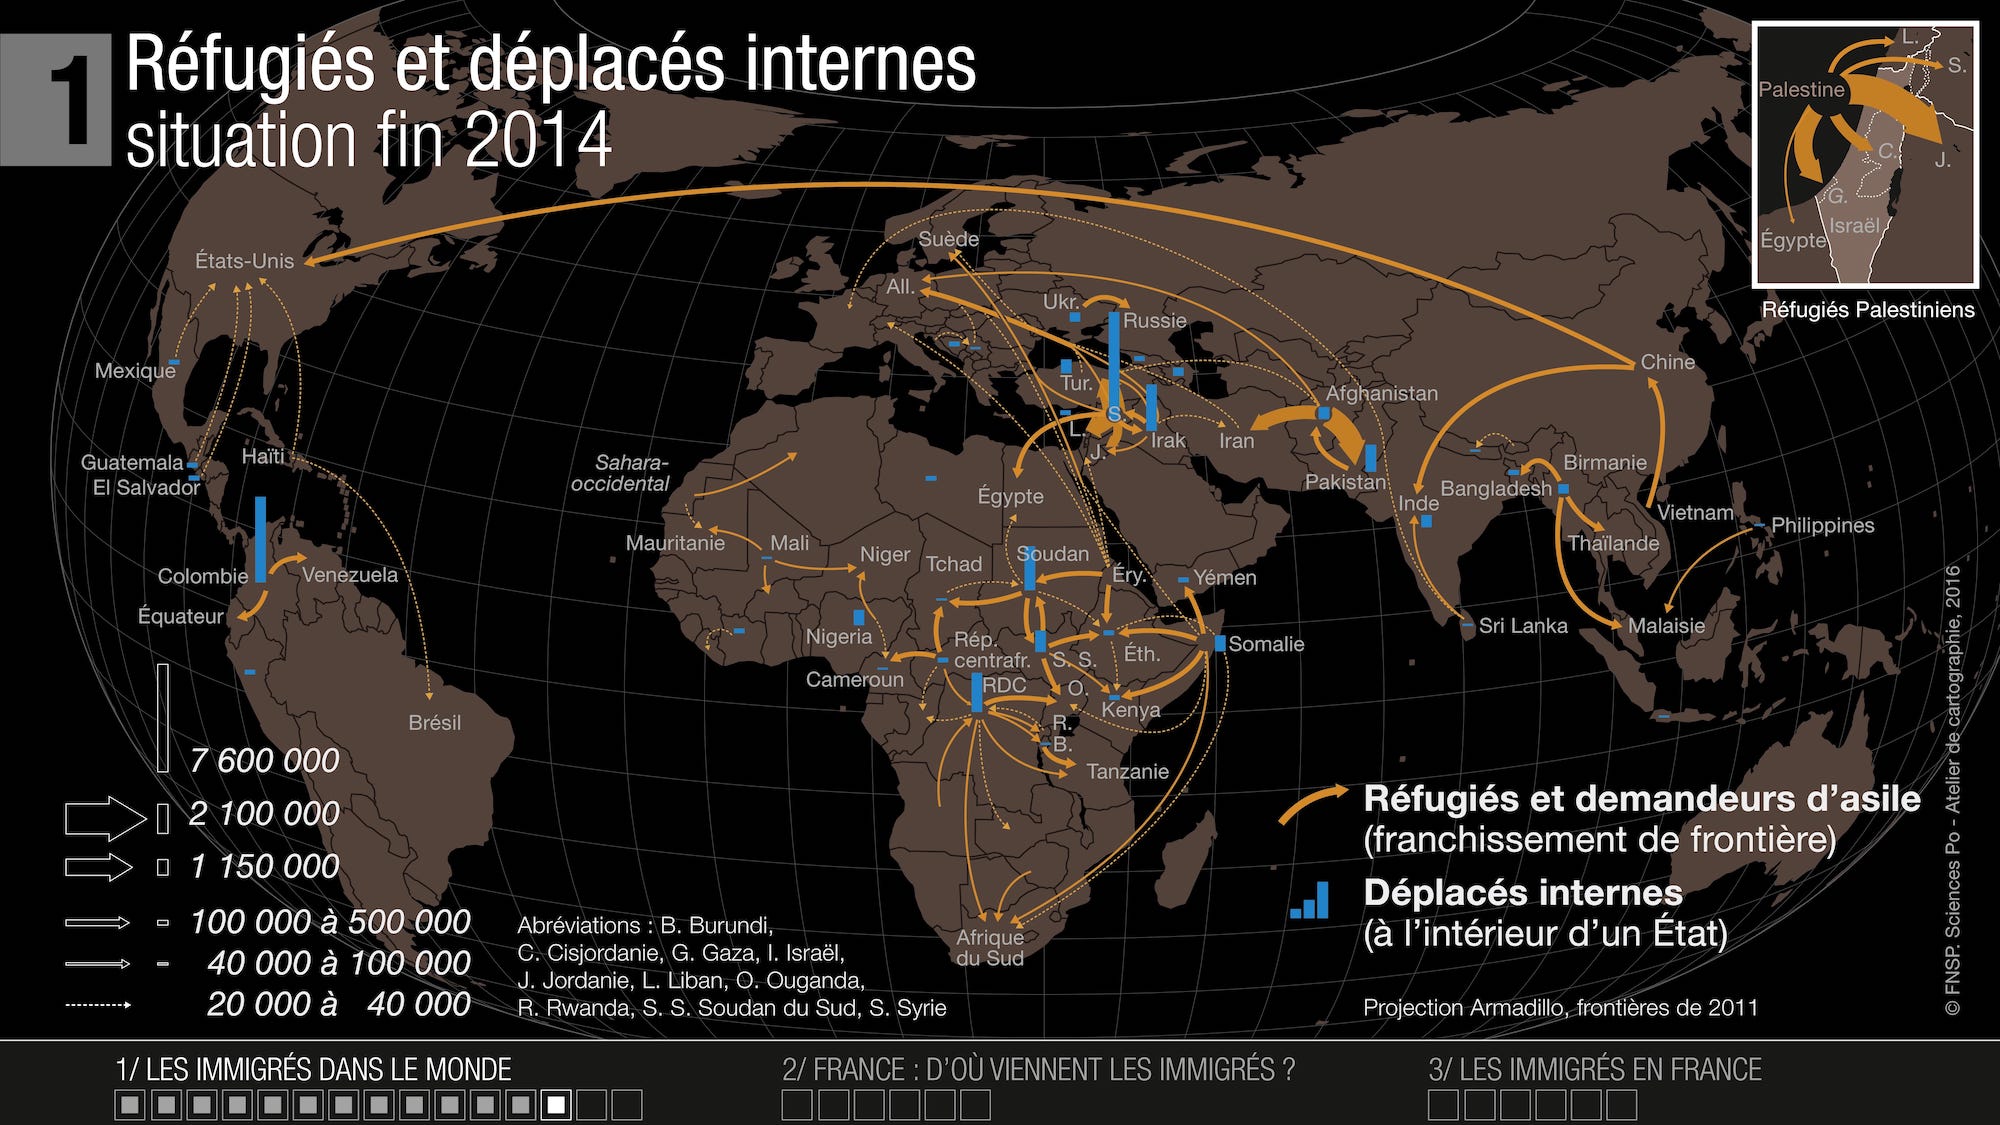 1
Réfugiés et déplacés internes
situation fin 2014
États-Unis
Mexique
Guatemala
El Salvador
Haïti
Colombie
Venezuela
Équateur
Brésil
Suède
All.
Ukr.
Russie
Tur.
S.
L.
J.
Irak
Iran
Afghanistan
Pakistan
Chine
Inde
Bangladesh
Birmanie
Vietnam
Thaïlande
Philippines
Sri Lanka
Malaisie
Sahara-
occidental
Égypte
Mauritanie
Mali
Niger
Tchad
Soudan
Éry.
Yémen
Nigeria
Cameroun
Rép.
centrafr.
S. S.
Éth.
Somalie
RDC
O.
Kenya
R.
B.
Tanzanie
Afrique
du Sud
L.
S.
Palestine
C.
J.
G.
Israël
Égypte
Réfugiés Palestiniens
7 600 000
2 100 000
1 150 000
100 000 à 500 000
40 000 à 100 000
20 000 à 40 000
Abréviations : B. Burundi,
C. Cisjordanie, G. Gaza, I. Israël,
J. Jordanie, L. Liban, O. Ouganda,
R. Rwanda, S. S. Soudan du Sud, S. Syrie
Réfugiés et demandeurs d’asile
(franchissement de frontière)
Déplacés internes
(à l’intérieur d’un État)
Projection Armadillo, frontières de 2011
© FNSP. Sciences Po - Atelier de cartographie, 2016
1/ LES IMMIGRÉS DANS LE MONDE
2/ FRANCE : D’OÙ VIENNENT LES IMMIGRÉS ?
3/ LES IMMIGRÉS EN FRANCE